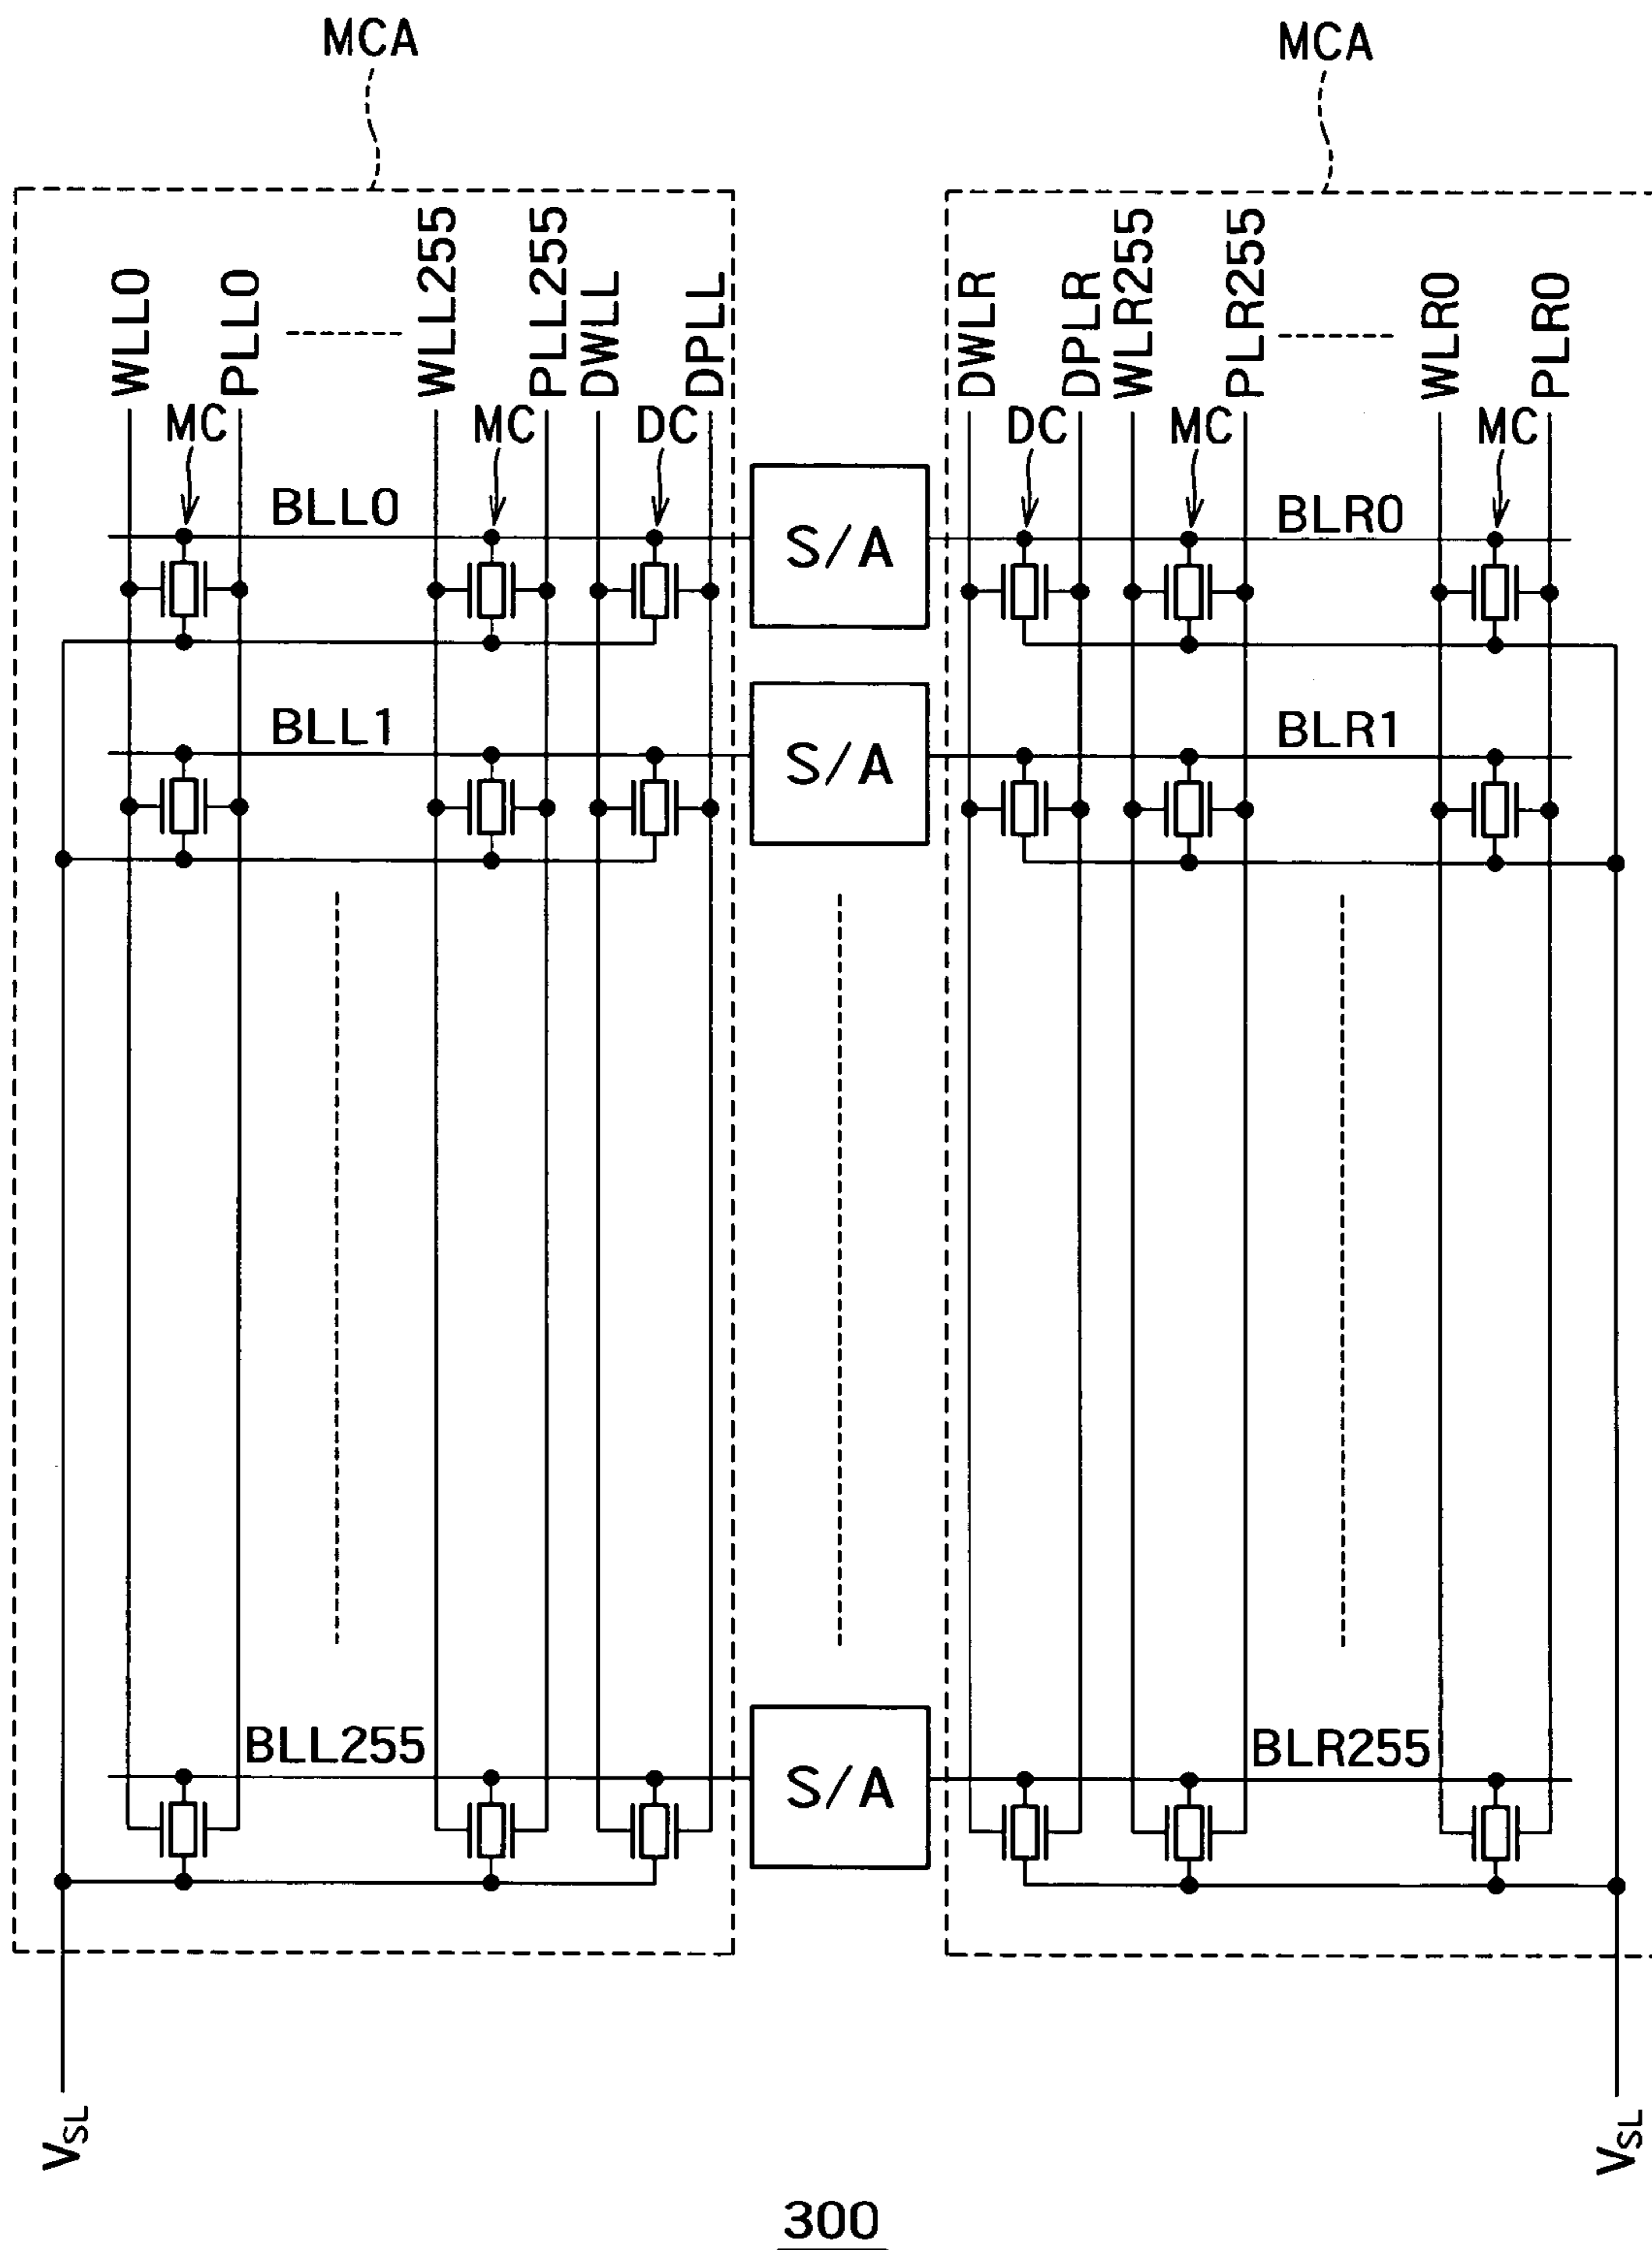 MCA MCA
WLL0 PLL0 WLL255 PLL255 DWLL DPLL DWLR DPLR WLR255 PLR255 WLR0 PLR0
MC MC DC DC MC MC
BLL0 S/A BLR0
BLL1 S/A BLR1
BLL255 S/A BLR255
VSL VSL
300